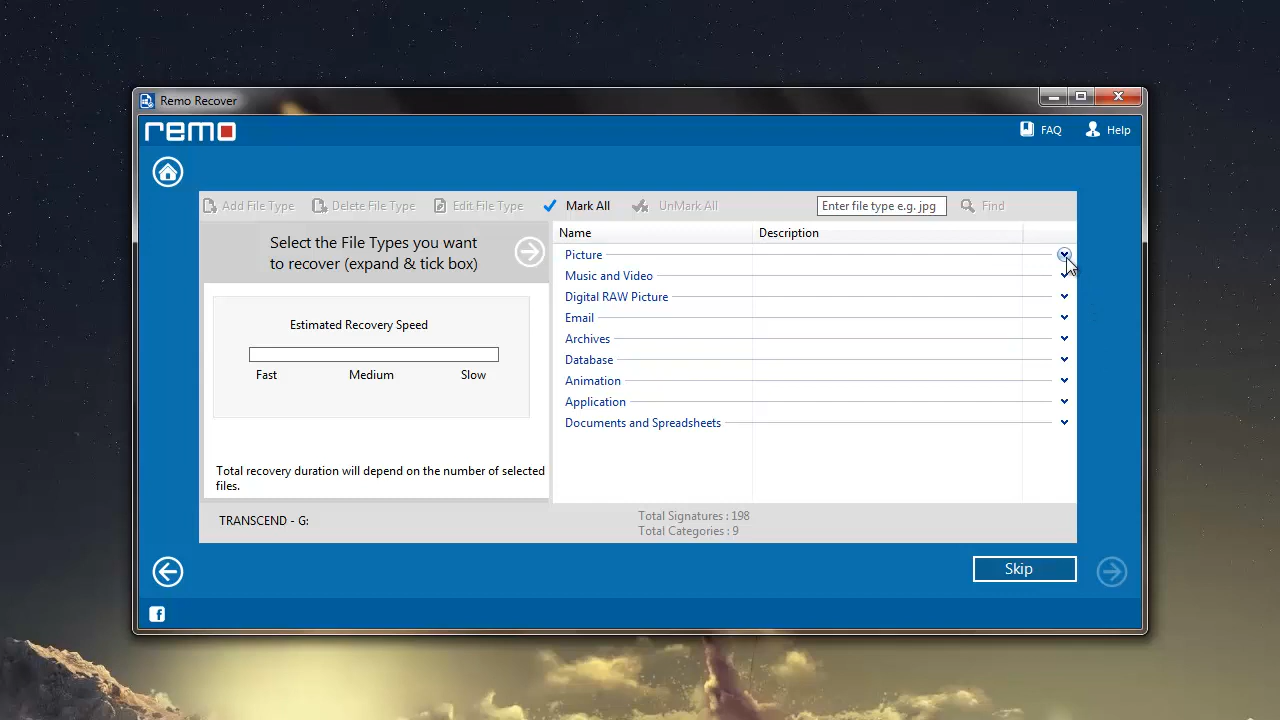 Remo Recover
remo
FAQ
Help
Add File Type
Delete File Type
Edit File Type
Mark All
UnMark All
Enter file type e.g. jpg
Find
Select the File Types you want
to recover (expand & tick box)
Name
Description
Picture
Music and Video
Digital RAW Picture
Email
Archives
Database
Animation
Application
Documents and Spreadsheets
Estimated Recovery Speed
Fast
Medium
Slow
Total recovery duration will depend on the number of selected
files.
TRANSCEND - G:
Total Signatures : 198
Total Categories : 9
Skip
f